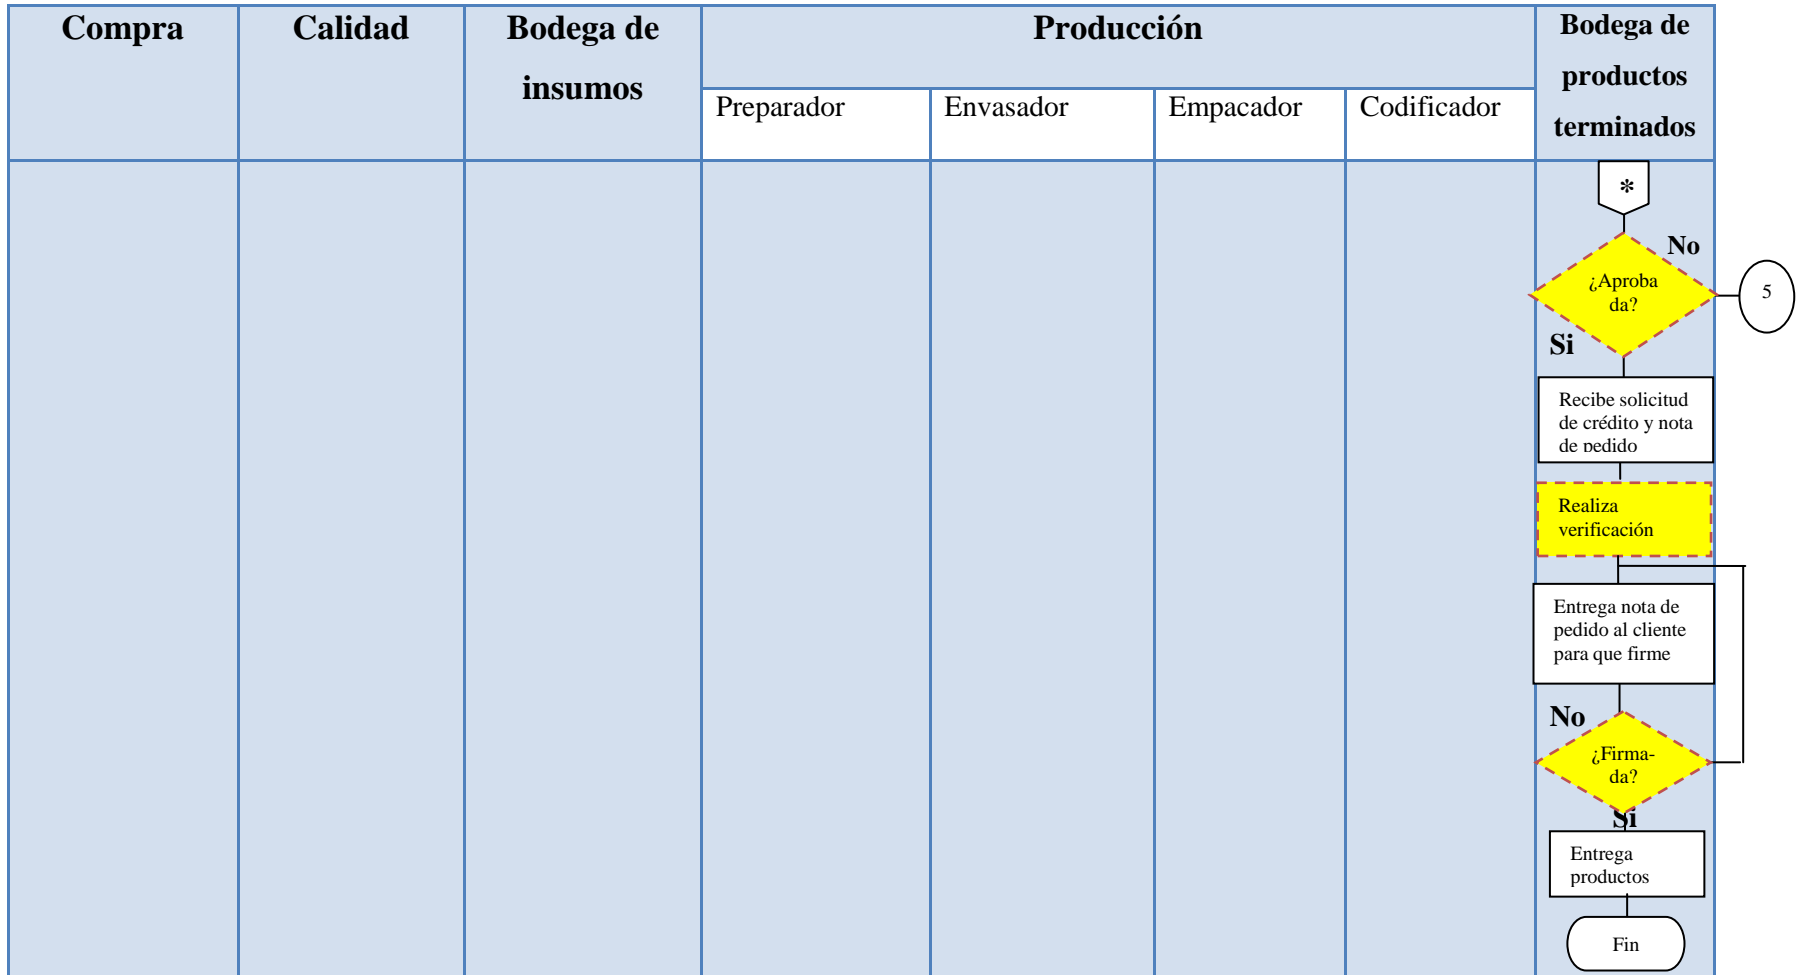 Compra
Calidad
Bodega de
insumos
Producción
Bodega de
productos
terminados
Preparador
Envasador
Empacador
Codificador
*
No
¿Aproba
da?
5
Si
Recibe solicitud
de crédito y nota
de pedido
Realiza
verificación
Entrega nota de
pedido al cliente
para que firme
No
¿Firma-
da?
Si
Entrega
productos
Fin